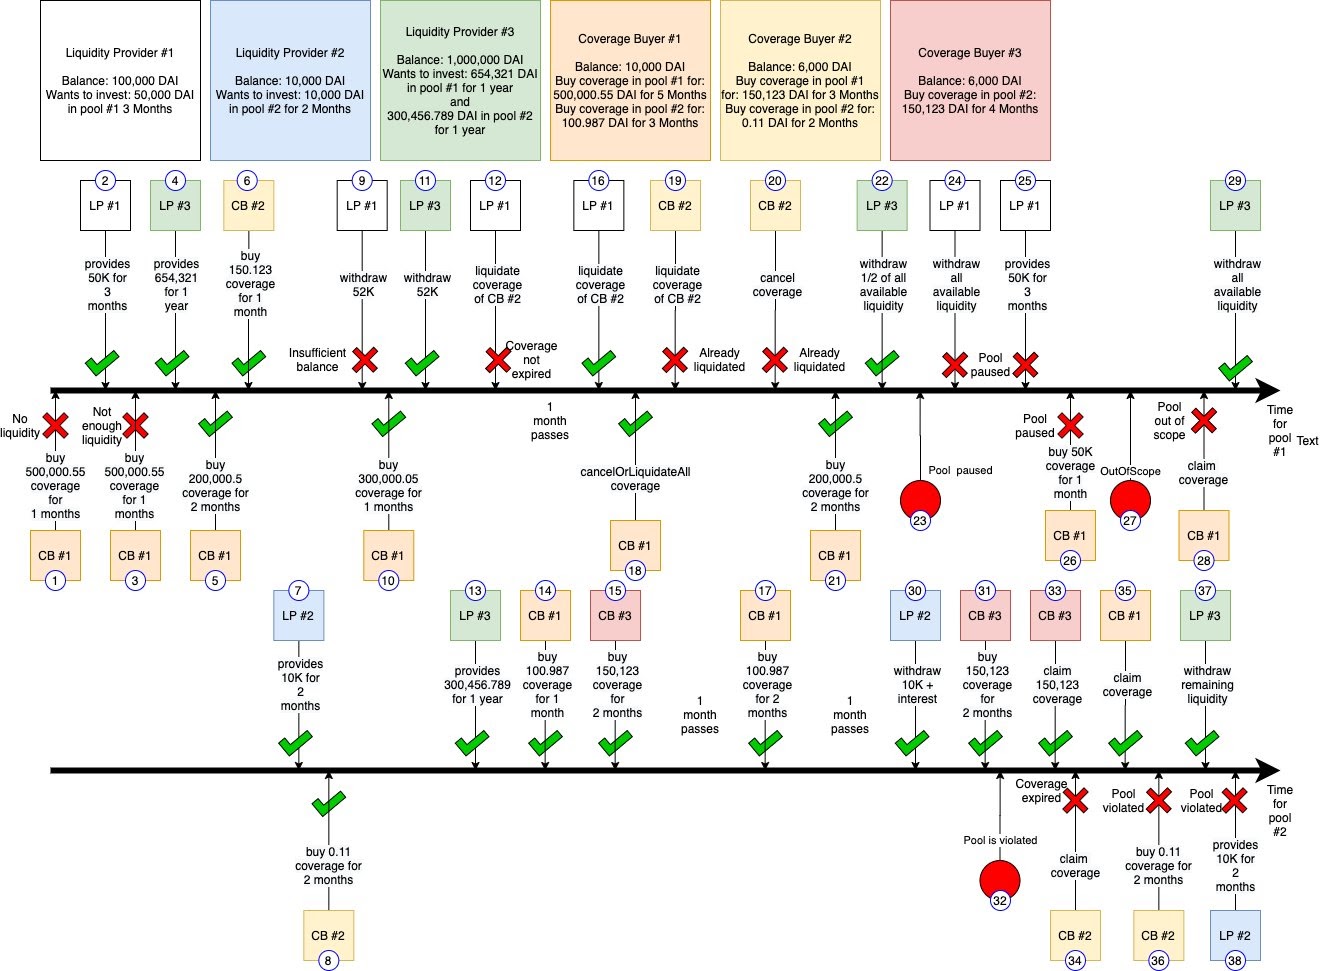 Liquidity Provider #1
Balance: 100,000 DAI
Wants to invest: 50,000 DAI
in pool #1 3 Months
Liquidity Provider #2
Balance: 10,000 DAI
Wants to invest: 10,000 DAI
in pool #2 for 2 Months
Liquidity Provider #3
Balance: 1,000,000 DAI
Wants to invest: 654,321 DAI
in pool #1 for 1 year
and
300,456.789 DAI in pool #2
for 1 year
Coverage Buyer #1
Balance: 10,000 DAI
Buy coverage in pool #1 for:
500,000.55 DAI for 5 Months
Buy coverage in pool #2 for:
100.987 DAI for 3 Months
Coverage Buyer #2
Balance: 6,000 DAI
Buy coverage in pool #1
for: 150,123 DAI for 3 Months
Buy coverage in pool #2 for:
0.11 DAI for 2 Months
Coverage Buyer #3
Balance: 6,000 DAI
Buy coverage in pool #2:
150,123 DAI for 4 Months
2
LP #1
provides
50K for
3
months
4
LP #3
provides
654,321
for 1
year
6
CB #2
buy
150.123
coverage
for 1
month
9
LP #1
withdraw
52K
Insufficient
balance
11
LP #3
withdraw
52K
12
LP #1
liquidate
coverage
of CB #2
Coverage
not
expired
16
LP #1
liquidate
coverage
of CB #2
19
CB #2
liquidate
coverage
of CB #2
Already
liquidated
20
CB #2
cancel
coverage
Already
liquidated
22
LP #3
withdraw
1/2 of all
available
liquidity
24
LP #1
withdraw
all
available
liquidity
Pool
paused
25
LP #1
provides
50K for
3
months
29
LP #3
withdraw
all
available
liquidity
No
liquidity
buy
500,000.55
coverage
for
1 months
CB #1
1
Not
enough
liquidity
buy
500,000.55
coverage
for 1
months
CB #1
3
buy
200,000.5
coverage for
2 months
CB #1
5
buy
300,000.05
coverage for
1 months
CB #1
10
1
month
passes
cancelOrLiquidateAll
coverage
CB #1
18
buy
200,000.5
coverage for
2 months
CB #1
21
Pool paused
23
Pool
paused
buy 50K
coverage
for 1
month
CB #1
26
OutOfScope
27
Pool
out of
scope
claim
coverage
CB #1
28
Time
for
pool
#1
Text
7
LP #2
provides
10K for
2
months
13
LP #3
provides
300,456.789
for 1 year
14
CB #1
buy
100.987
coverage
for 1
month
15
CB #3
buy
150,123
coverage
for
2 months
1
month
passes
17
CB #1
buy
100.987
coverage
for 2
months
1
month
passes
30
LP #2
withdraw
10K +
interest
31
CB #3
buy
150,123
coverage
for
2 months
33
CB #3
claim
150,123
coverage
35
CB #1
claim
coverage
37
LP #3
withdraw
remaining
liquidity
buy 0.11
coverage for
2 months
CB #2
8
Pool is violated
32
Coverage
expired
claim
coverage
CB #2
34
Pool
violated
buy 0.11
coverage for
2 months
CB #2
36
Pool
violated
provides
10K for
2
months
LP #2
38
Time
for
pool
#2